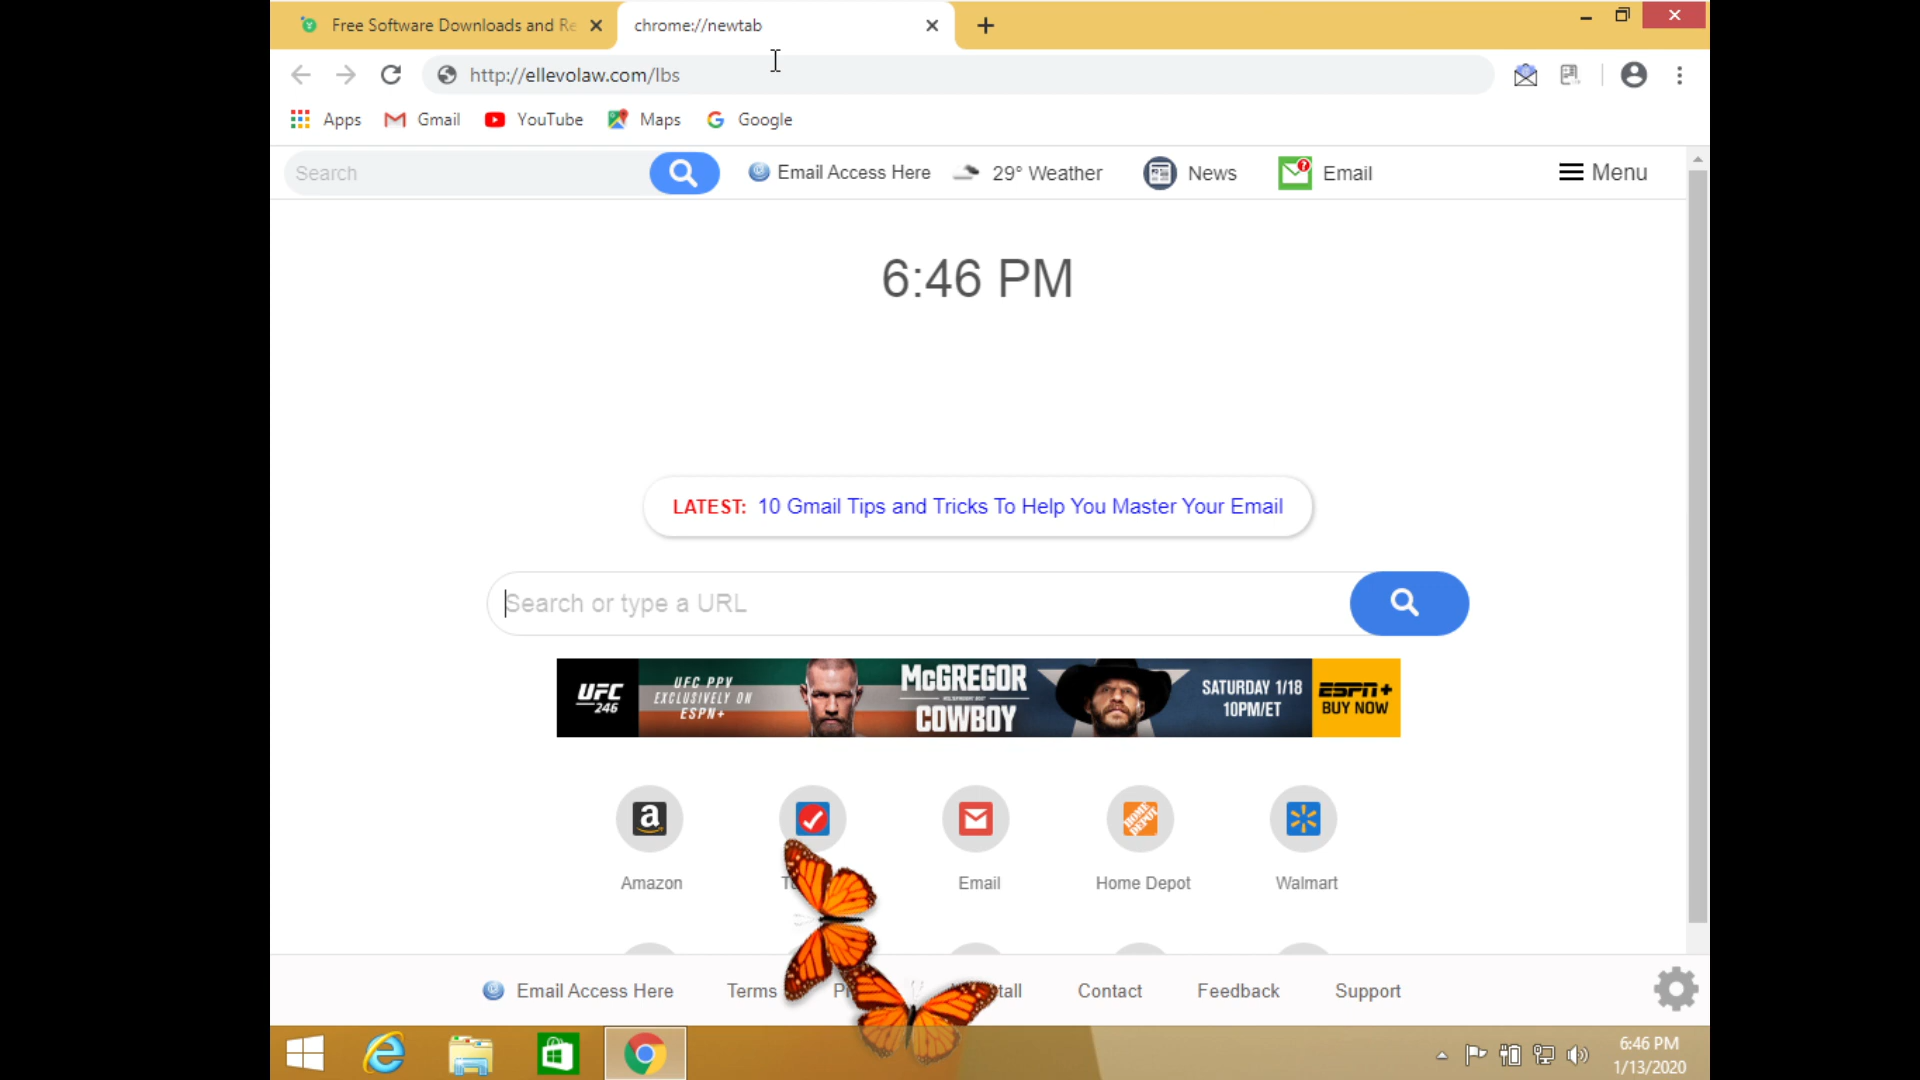 Free Software Downloads and Re
chrome://newtab
http://ellevolaw.com/lbs
Apps Gmail YouTube Maps Google
Search Email Access Here 29° Weather News Email Menu
6:46 PM
LATEST: 10 Gmail Tips and Tricks To Help You Master Your Email
Search or type a URL
UFC 246
UFC PPV
EXCLUSIVELY ON
ESPN+
McGREGOR
COWBOY
SATURDAY 1/18
10PM/ET
ESPN+
BUY NOW
Amazon Email Home Depot Walmart
Email Access Here Terms Contact Feedback Support
6:46 PM
1/13/2020